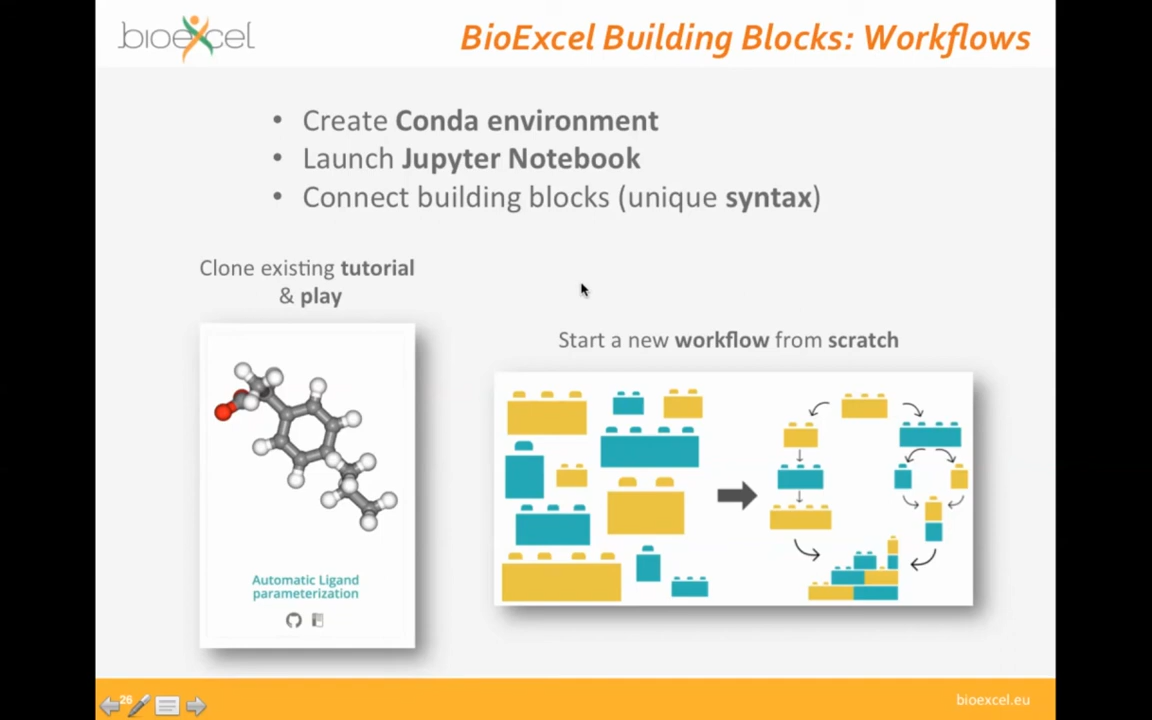 bioexcel
BioExcel Building Blocks: Workflows
• Create Conda environment
• Launch Jupyter Notebook
• Connect building blocks (unique syntax)
Clone existing tutorial
& play
Start a new workflow from scratch
Automatic Ligand
parameterization
26
bioexcel.eu